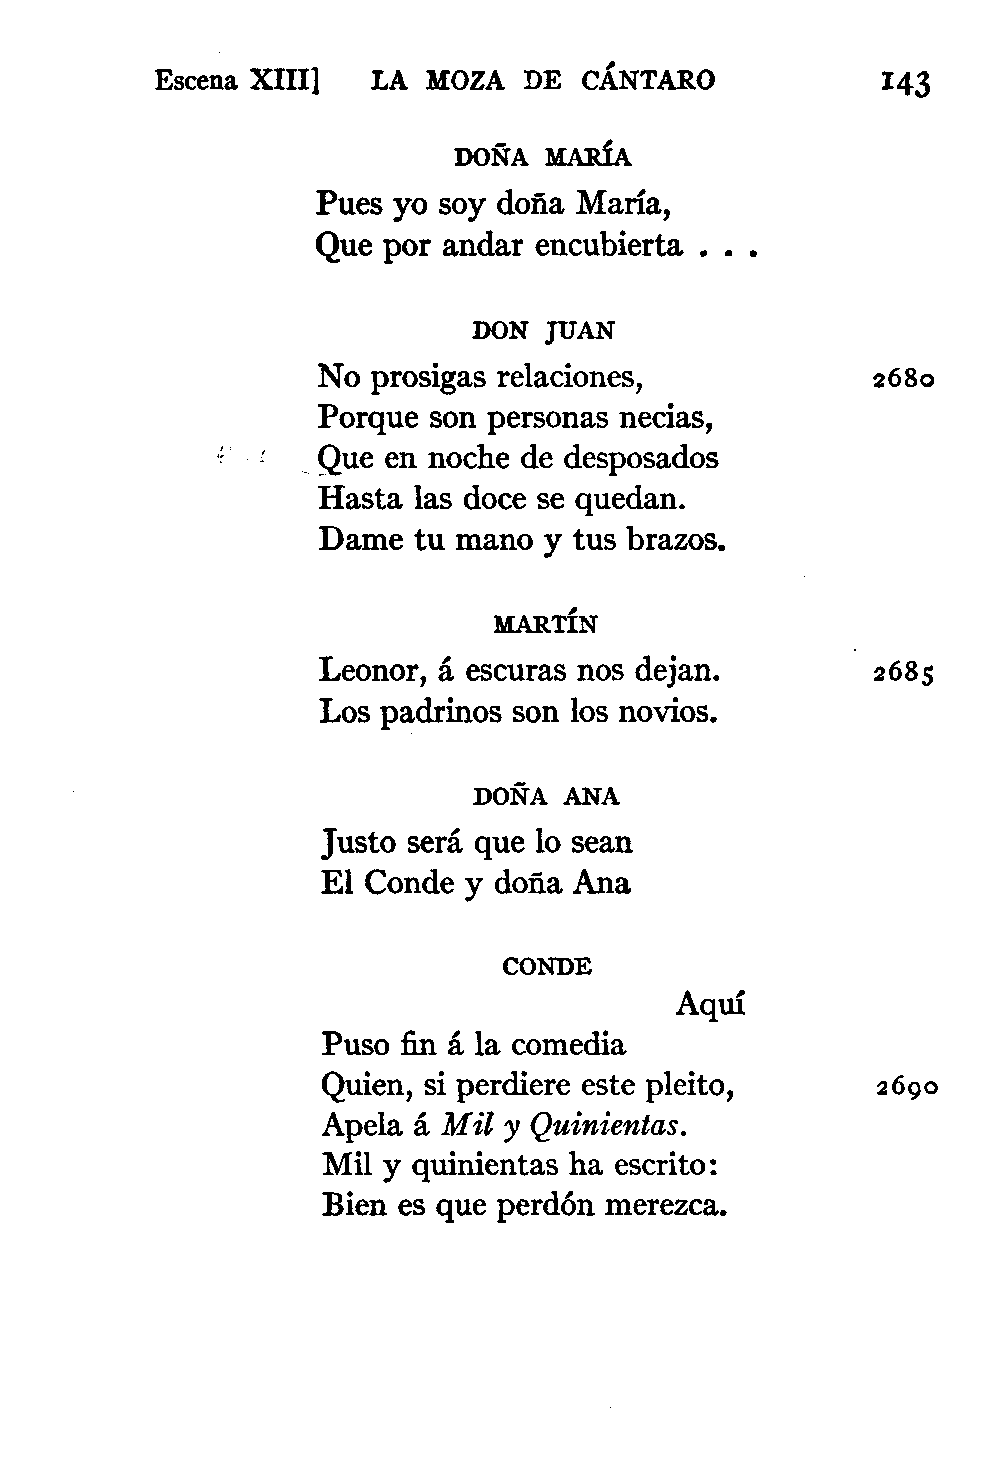 Escena XIII] LA MOZA DE CÁNTARO 143
DOÑA MARÍA
Pues yo soy doña María,
Que por andar encubierta . . .
DON JUAN
No prosigas relaciones, 2680
Porque son personas necias,
Que en noche de desposados
Hasta las doce se quedan.
Dame tu mano y tus brazos.
MARTÍN
Leonor, á escuras nos dejan. 2685
Los padrinos son los novios.
DOÑA ANA
Justo será que lo sean
El Conde y doña Ana
CONDE
Aquí
Puso fin á la comedia
Quien, si perdiere este pleito, 2690
Apela á Mil y Quinientas.
Mil y quinientas ha escrito:
Bien es que perdón merezca.